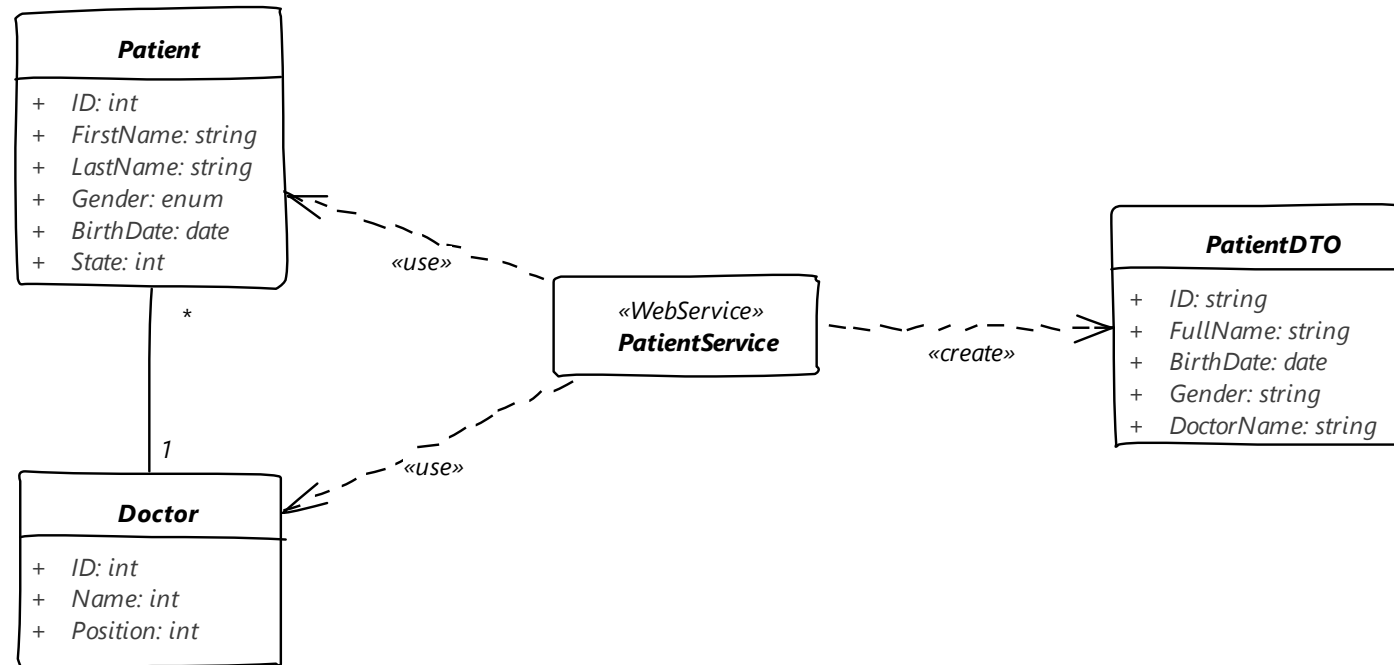 Patient
+ ID: int
+ FirstName: string
+ LastName: string
+ Gender: enum
+ BirthDate: date
+ State: int
*
1
Doctor
+ ID: int
+ Name: int
+ Position: int
«use»
«use»
«WebService»
PatientService
«create»
PatientDTO
+ ID: string
+ FullName: string
+ BirthDate: date
+ Gender: string
+ DoctorName: string